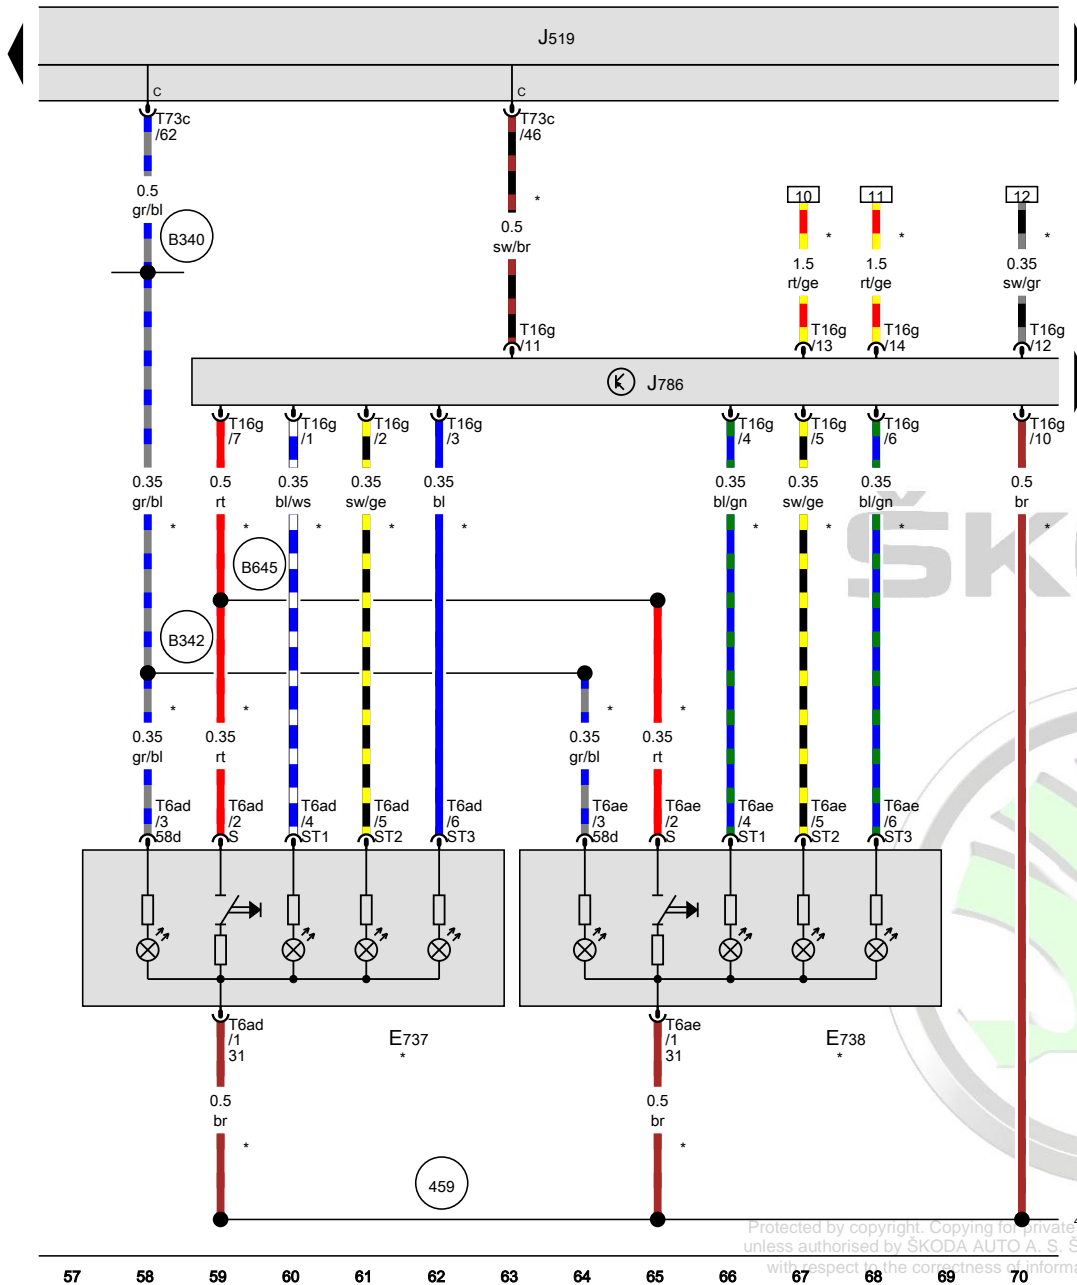 J519
C
C
T73c
/62
T73c
/46
0.5
gr/bl
B340
*
0.5
sw/br
10
11
12
*
*
*
1.5
rt/ge
1.5
rt/ge
0.35
sw/gr
T16g
/11
T16g
/13
T16g
/14
T16g
/12
J786
T16g
/7
T16g
/1
T16g
/2
T16g
/3
T16g
/4
T16g
/5
T16g
/6
T16g
/10
0.35
gr/bl
0.5
rt
0.35
bl/ws
0.35
sw/ge
0.35
bl
0.35
bl/gn
0.35
sw/ge
0.35
bl/gn
0.5
br
* * * * * * * * *
B645
B342
* * * *
0.35
gr/bl
0.35
rt
0.35
gr/bl
0.35
rt
T6ad
/3
58d
T6ad
/2
S
T6ad
/4
ST1
T6ad
/5
ST2
T6ad
/6
ST3
T6ae
/3
58d
T6ae
/2
S
T6ae
/4
ST1
T6ae
/5
ST2
T6ae
/6
ST3
T6ad
/1
31
E737
*
T6ae
/1
31
E738
*
0.5
br
*
0.5
br
*
459
Protected by copyright. Copying for private
unless authorised by ŠKODA AUTO A. S. Š
with respect to the correctness of informa
57 58 59 60 61 62 63 64 65 66 67 68 69 70